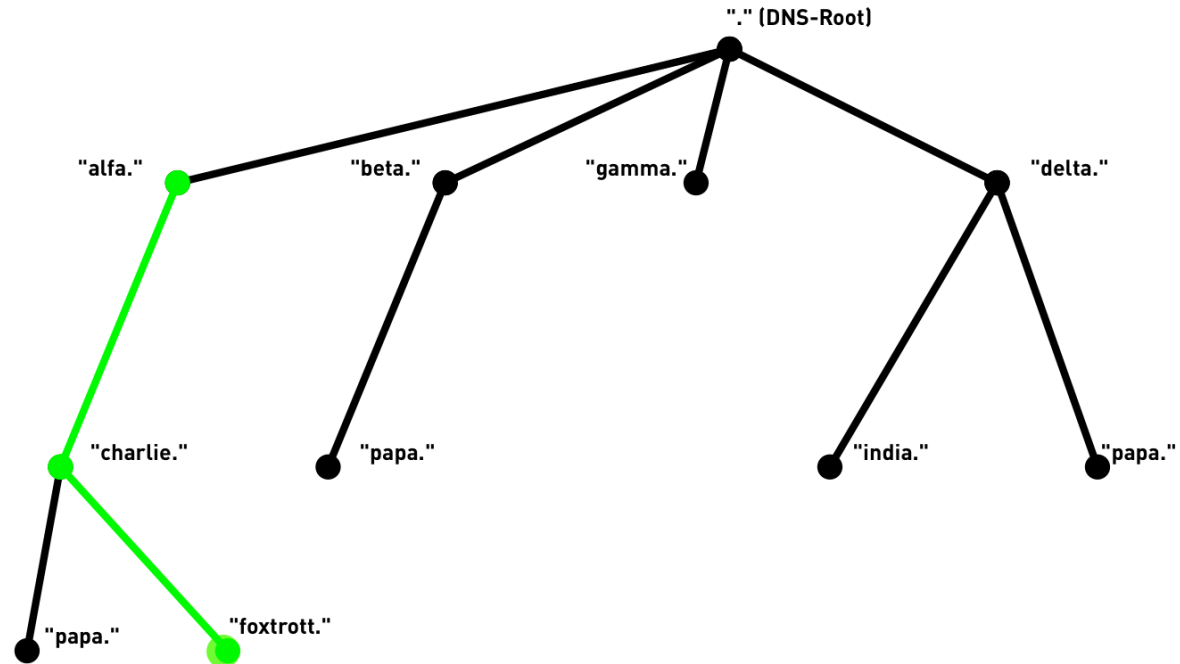 "." (DNS-Root)
"alfa."
"beta."
"gamma."
"delta."
"charlie."
"papa."
"india."
"papa."
"papa."
"foxtrott."